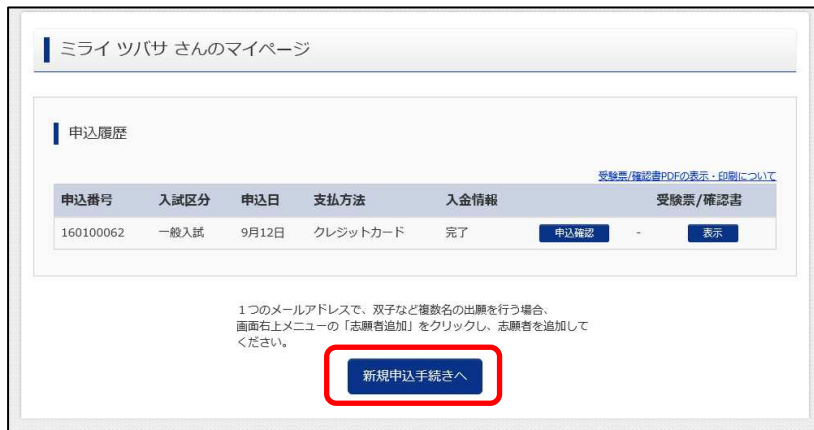 ミライ ツバサ さんのマイページ
申込履歴
受験票/確認書PDFの表示・印刷について
申込番号 入試区分 申込日 支払方法 入金情報 受験票/確認書
160100062 一般入試 9月12日 クレジットカード 完了 申込確認 - 表示
１つのメールアドレスで、双子など複数名の出願を行う場合、
画面右上メニューの「志願者追加」をクリックし、志願者を追加して
ください。
新規申込手続きへ